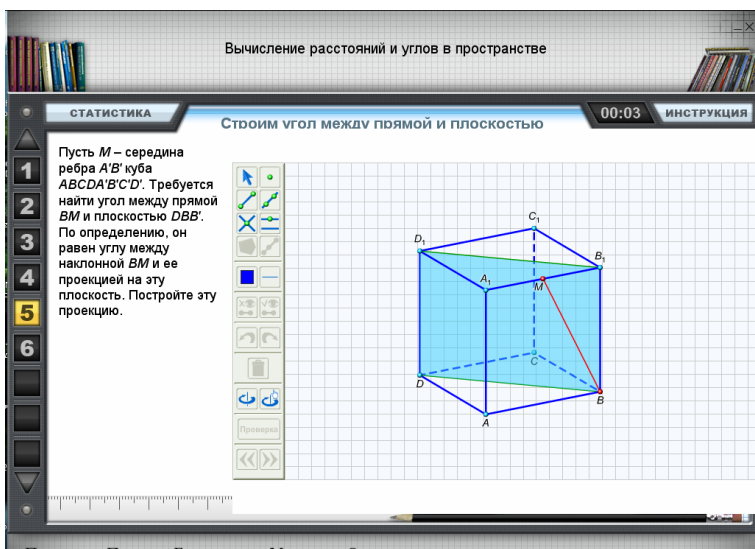 Вычисление расстояний и углов в пространстве
СТАТИСТИКА
Строим угол между прямой и плоскостью
00:03
ИНСТРУКЦИЯ
Пусть M – середина
ребра A'B' куба
ABCDA'B'C'D'. Требуется
найти угол между прямой
BM и плоскостью DBB'.
По определению, он
равен углу между
наклонной BM и ее
проекцией на эту
плоскость. Постройте эту
проекцию.
1
2
3
4
5
6
Проверка
C₁
D₁
B₁
A₁
M
C
D
B
A